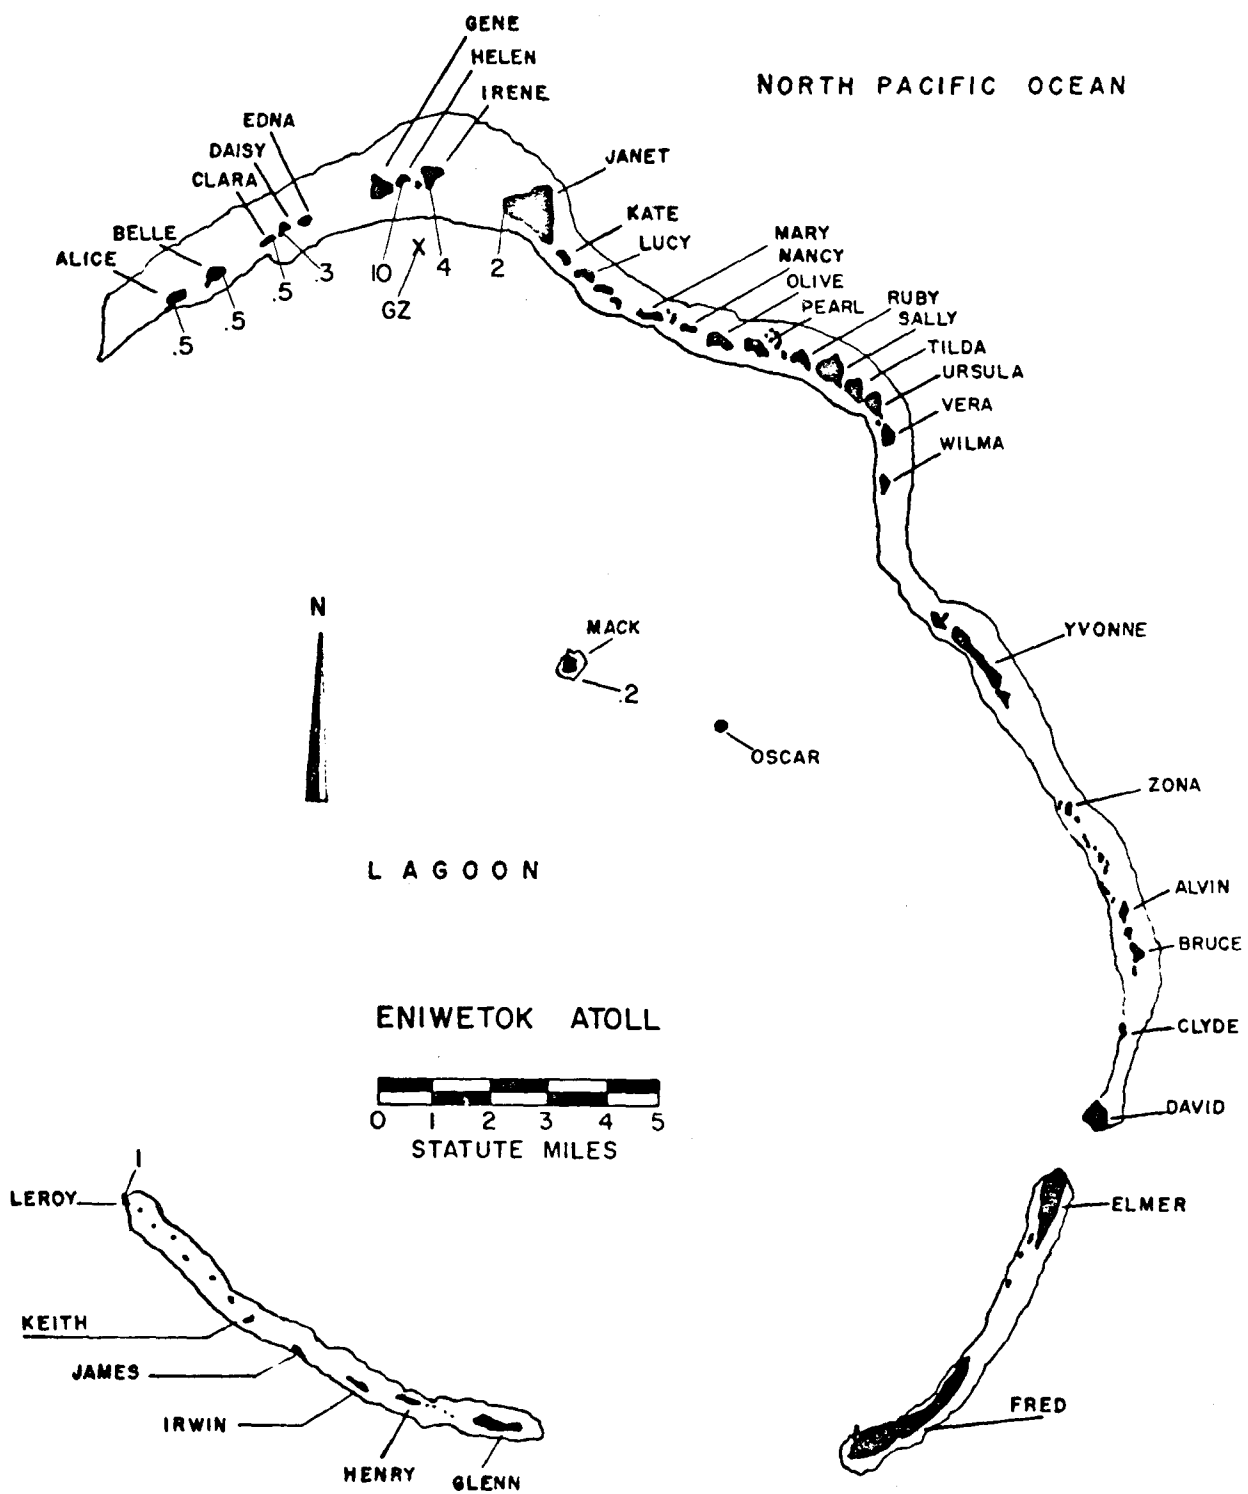 GENE
HELEN
IRENE
NORTH PACIFIC OCEAN
EDNA
DAISY
CLARA
JANET
BELLE
ALICE
KATE
LUCY
MARY
NANCY
OLIVE
PEARL
RUBY
SALLY
TILDA
URSULA
VERA
WILMA
10
4
2
.3
.5
.5
.5
X
GZ
N
MACK
.2
OSCAR
YVONNE
ZONA
LAGOON
ALVIN
BRUCE
CLYDE
DAVID
ENIWETOK ATOLL
0 1 2 3 4 5
STATUTE MILES
1
LEROY
ELMER
KEITH
JAMES
IRWIN
HENRY
GLENN
FRED